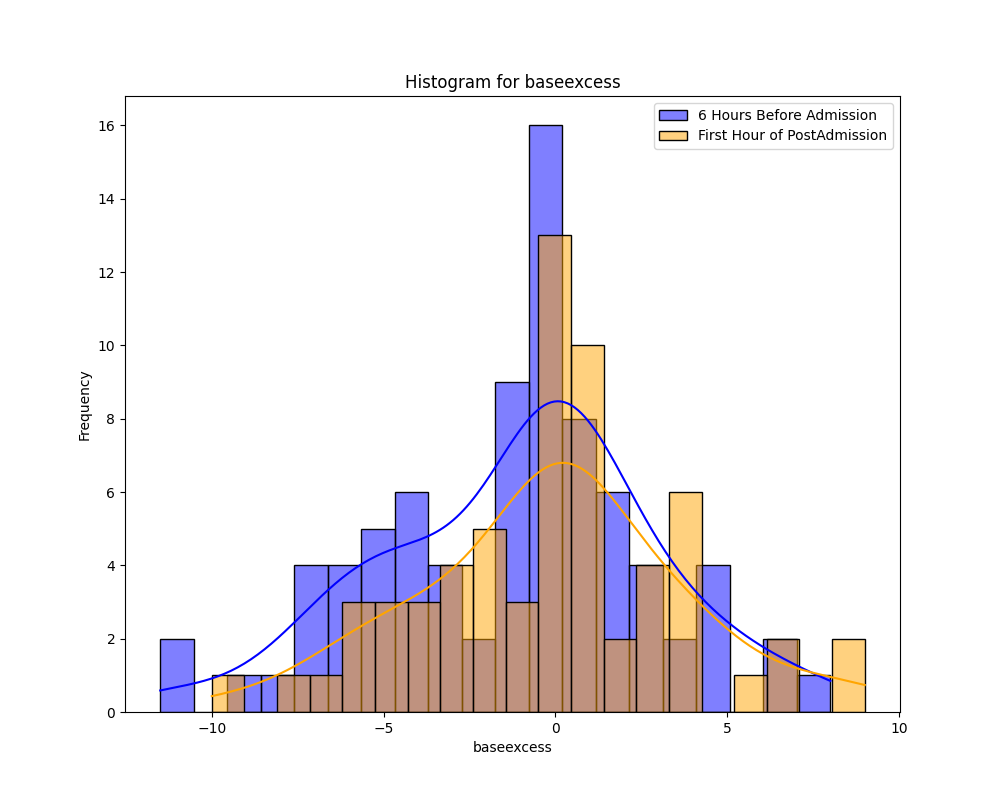 Histogram for baseexcess
6 Hours Before Admission
First Hour of PostAdmission
Frequency
16
14
12
10
8
6
4
2
0
−10
−5
0
5
10
baseexcess